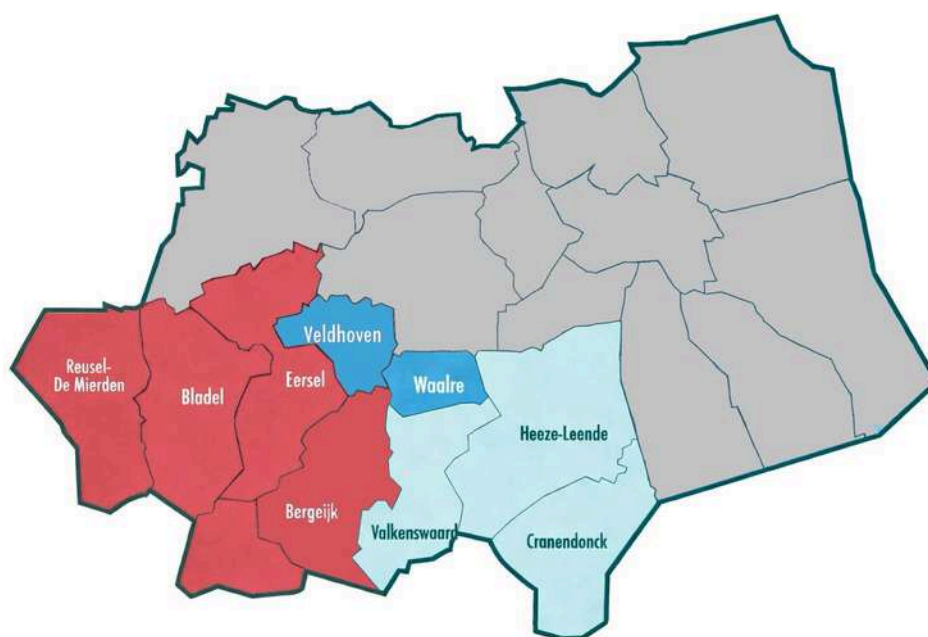 Veldhoven
Reusel-
De Mierden
Bladel
Eersel
Waalre
Heeze-Leende
Bergeijk
Valkenswaard
Cranendonck